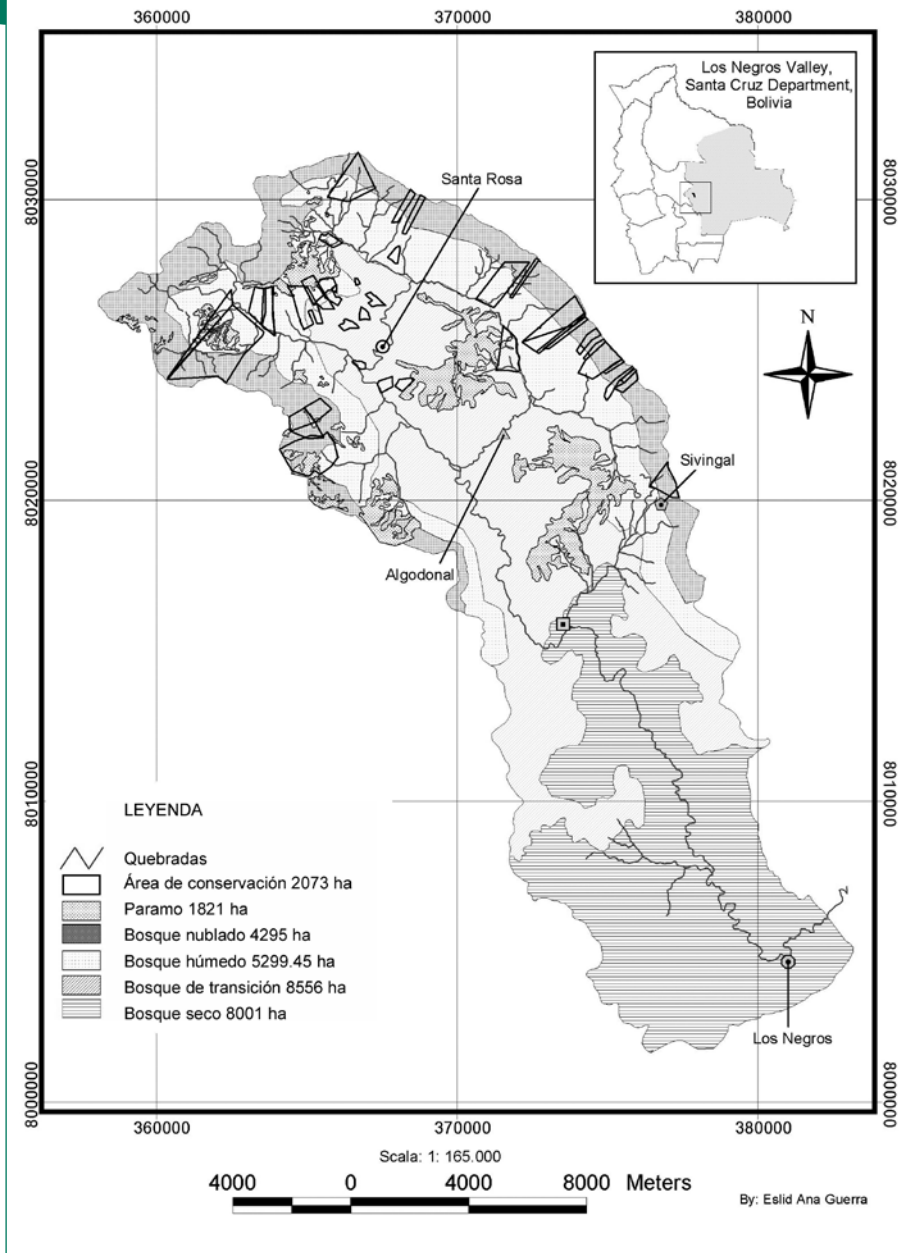 360000
370000
380000
Los Negros Valley,
Santa Cruz Department,
Bolivia
8030000
8030000
Santa Rosa
N
Sivingal
8020000
8020000
Algodonal
8010000
8010000
LEYENDA
Quebradas
Área de conservación 2073 ha
Paramo 1821 ha
Bosque nublado 4295 ha
Bosque húmedo 5299.45 ha
Bosque de transición 8556 ha
Bosque seco 8001 ha
Los Negros
8000000
80000000
360000
370000
380000
Scala: 1: 165.000
4000 0 4000 8000 Meters
By: Eslid Ana Guerra